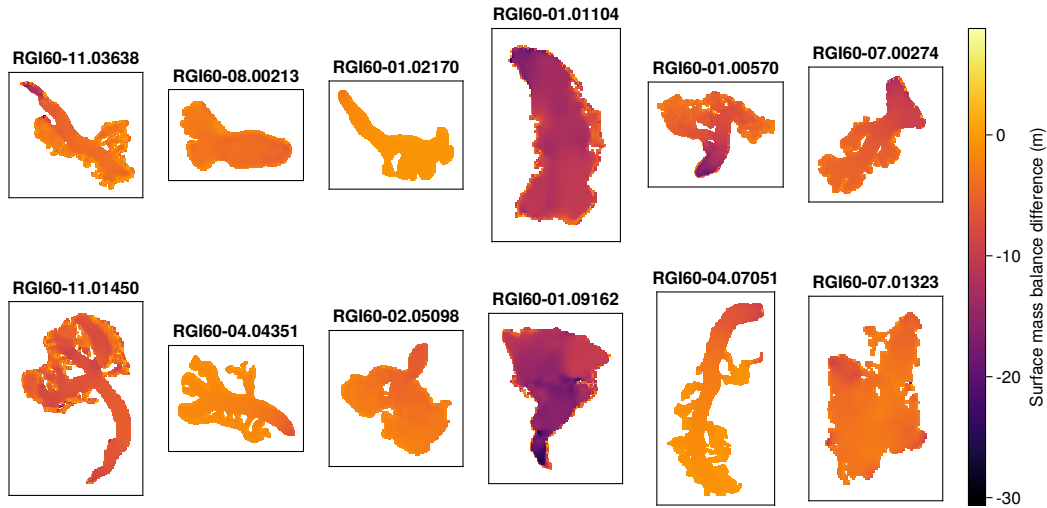 RGI60-11.03638
RGI60-08.00213
RGI60-01.02170
RGI60-01.01104
RGI60-01.00570
RGI60-07.00274
RGI60-11.01450
RGI60-04.04351
RGI60-02.05098
RGI60-01.09162
RGI60-04.07051
RGI60-07.01323
0
-10
-20
-30
Surface mass balance difference (m)